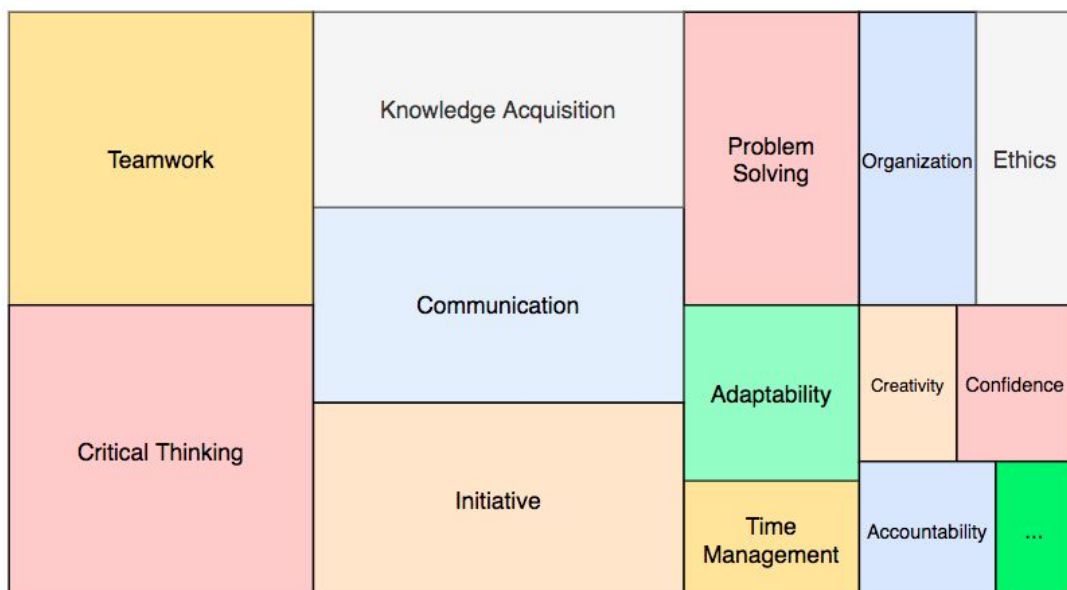 Teamwork
Knowledge Acquisition
Problem
Solving
Organization
Ethics
Communication
Critical Thinking
Initiative
Adaptability
Creativity
Confidence
Time
Management
Accountability
...